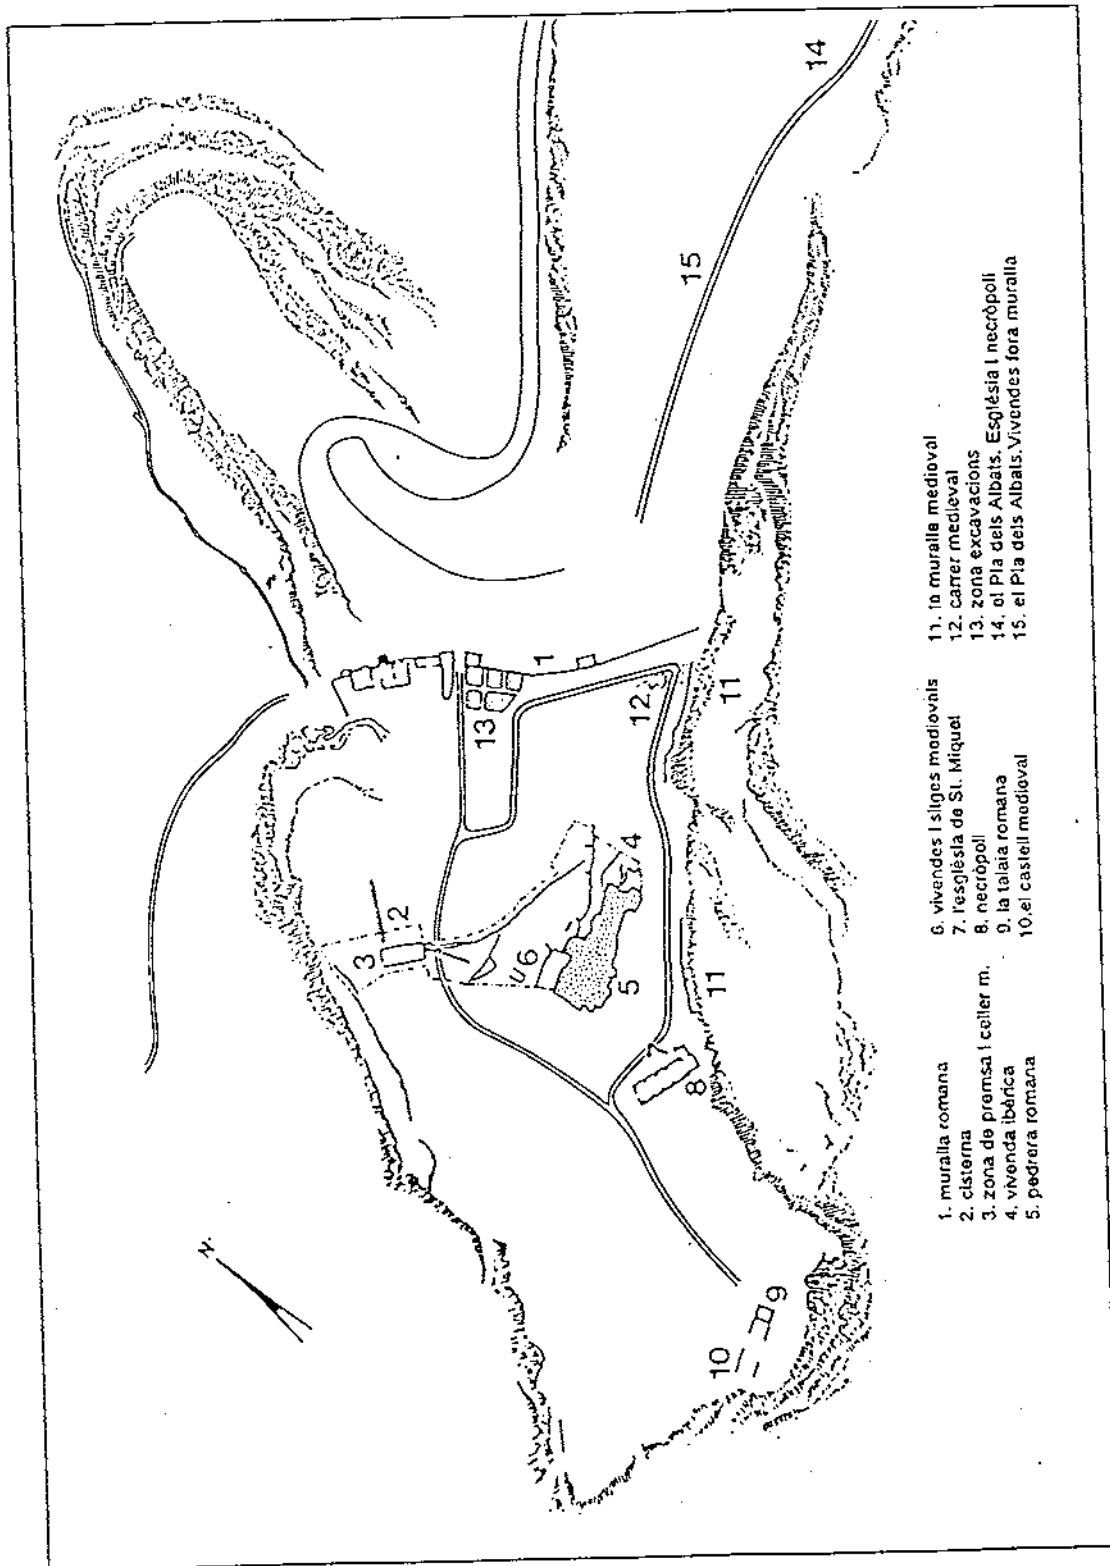 N.
14
15
1
13
12
11
2
3
4
6
5
11
7
8
9
10
1. muralla romana
2. cisterna
3. zona de premsa i celler m.
4. vivenda ibèrica
5. pedrera romana
6. vivendes i sitges medievals
7. l'església de St. Miquel
8. necròpoli
9. la talaia romana
10. el castell medieval
11. la muralla medieval
12. carrer medieval
13. zona excavacions
14. el Pla dels Albats. Església i necròpoli
15. el Pla dels Albats. Vivendes fora muralla